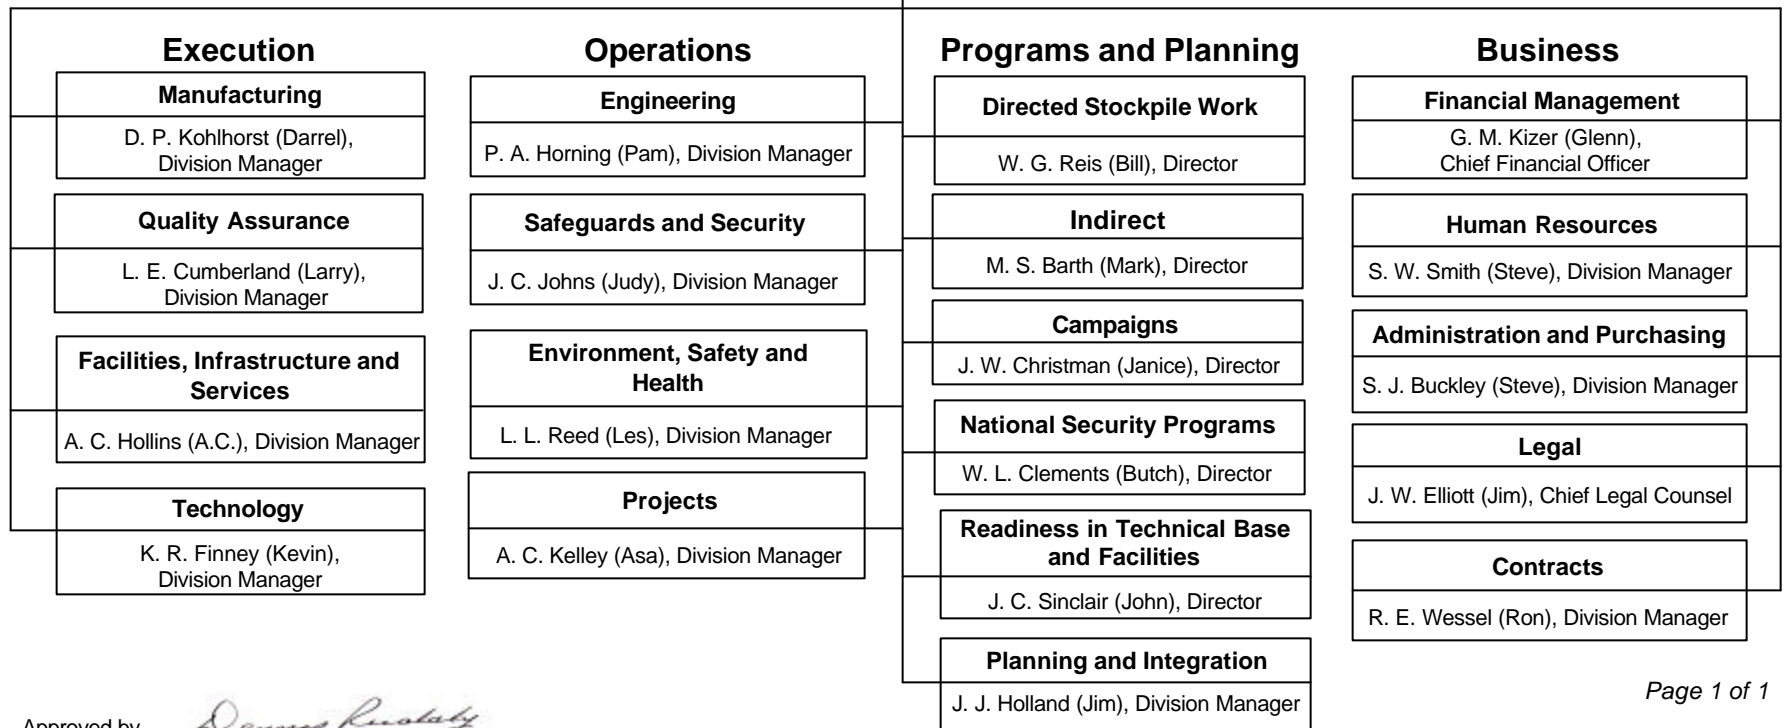 Execution
Manufacturing
D. P. Kohlhorst (Darrel),
Division Manager
Quality Assurance
L. E. Cumberland (Larry),
Division Manager
Facilities, Infrastructure and
Services
A. C. Hollins (A.C.), Division Manager
Technology
K. R. Finney (Kevin),
Division Manager
Operations
Engineering
P. A. Horning (Pam), Division Manager
Safeguards and Security
J. C. Johns (Judy), Division Manager
Environment, Safety and
Health
L. L. Reed (Les), Division Manager
Projects
A. C. Kelley (Asa), Division Manager
Programs and Planning
Directed Stockpile Work
W. G. Reis (Bill), Director
Indirect
M. S. Barth (Mark), Director
Campaigns
J. W. Christman (Janice), Director
National Security Programs
W. L. Clements (Butch), Director
Readiness in Technical Base
and Facilities
J. C. Sinclair (John), Director
Planning and Integration
J. J. Holland (Jim), Division Manager
Business
Financial Management
G. M. Kizer (Glenn),
Chief Financial Officer
Human Resources
S. W. Smith (Steve), Division Manager
Administration and Purchasing
S. J. Buckley (Steve), Division Manager
Legal
J. W. Elliott (Jim), Chief Legal Counsel
Contracts
R. E. Wessel (Ron), Division Manager
Page 1 of 1
Approved by Dennis